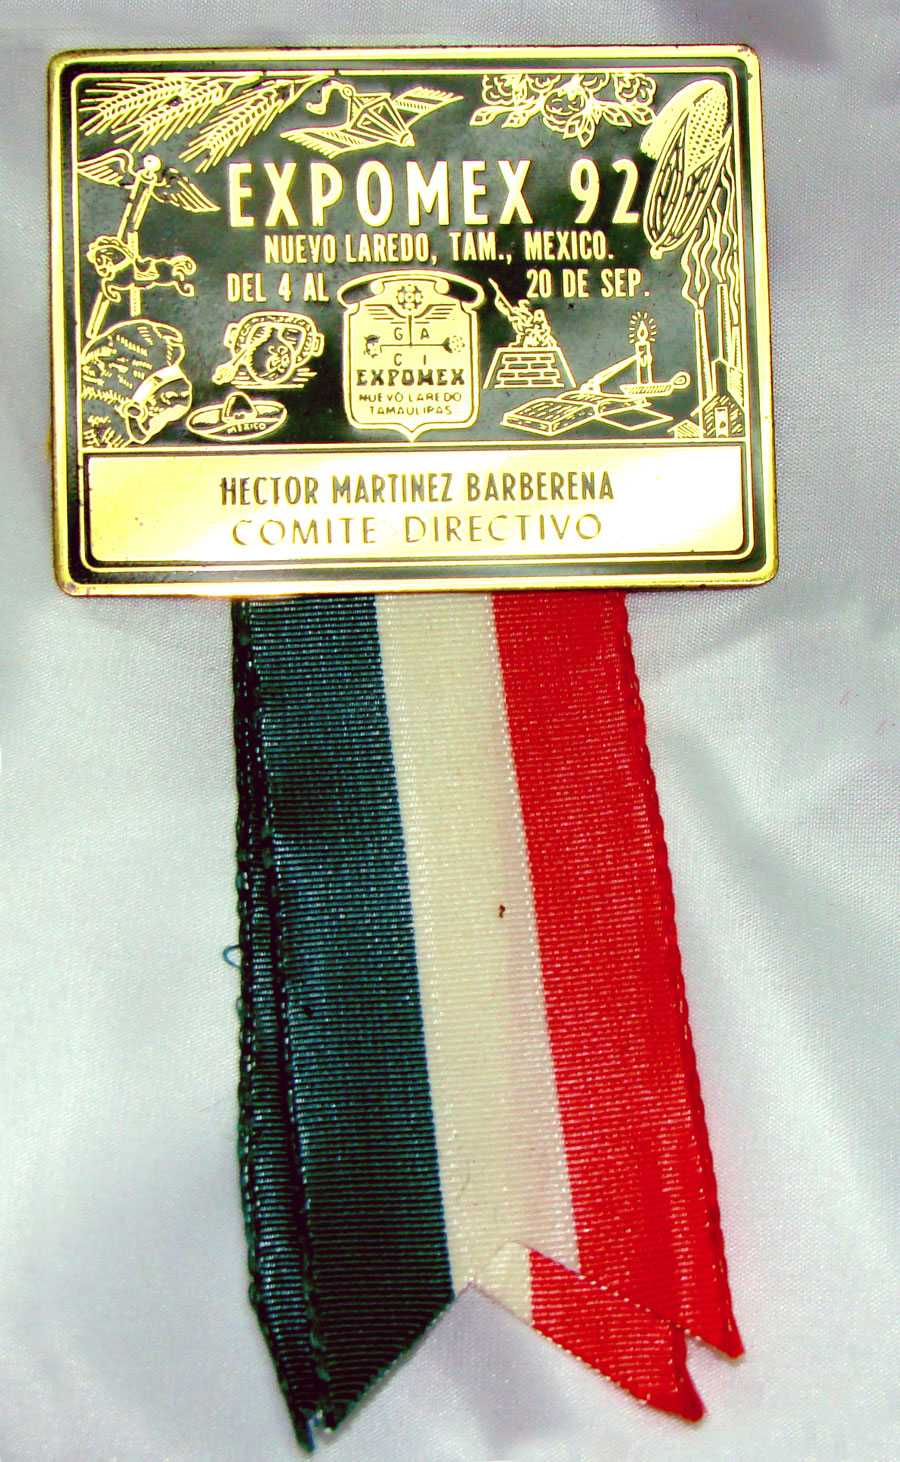 EXPOMEX 92
NUEVO LAREDO, TAM., MEXICO.
DEL 4 AL 20 DE SEP.
G A
C I
EXPOMEX
NUEVO LAREDO
TAMAULIPAS
MEXICO
HECTOR MARTINEZ BARBERENA
COMITE DIRECTIVO